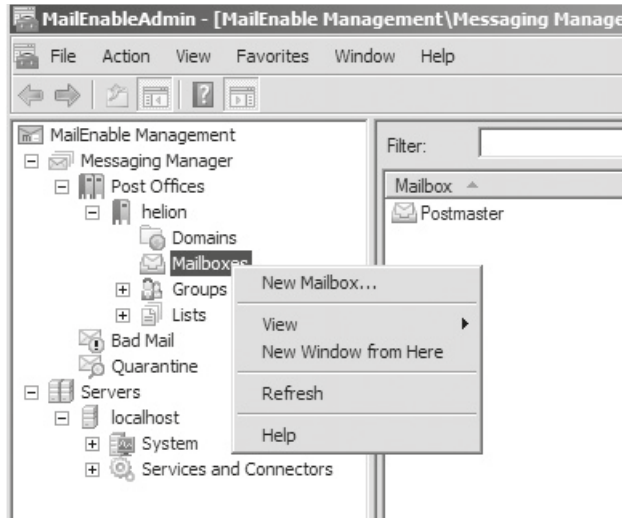 MailEnableAdmin - [MailEnable Management\Messaging Manage
File Action View Favorites Window Help
MailEnable Management
Messaging Manager
Post Offices
helion
Domains
Mailboxes
Groups
Lists
Bad Mail
Quarantine
Servers
localhost
System
Services and Connectors
Filter:
Mailbox
Postmaster
New Mailbox...
View
New Window from Here
Refresh
Help